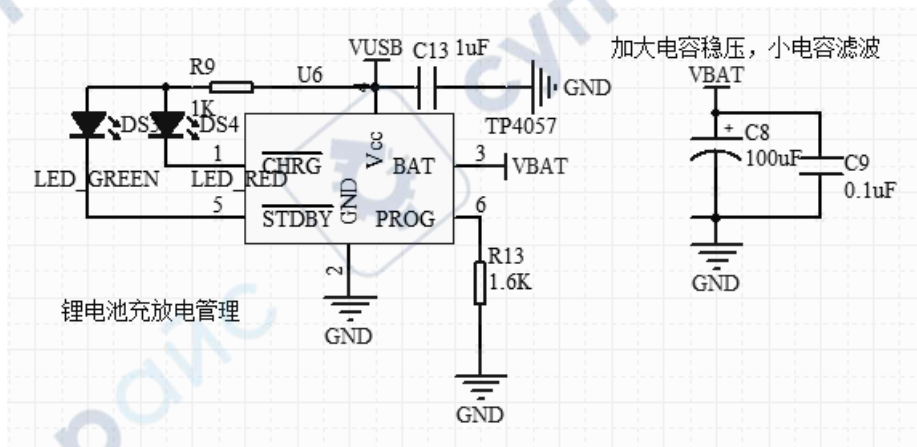 加大电容稳压，小电容滤波
VUSB
C13 1uF
R9
U6
4
GND
VBAT
1K
TP4057
DS4
+
C8
100uF
C9
0.1uF
1
CHRG
Vcc
BAT
3
VBAT
LED_GREEN
LED_RED
5
STDBY
GND
PROG
6
2
R13
1.6K
GND
锂电池充放电管理
GND
GND
райс